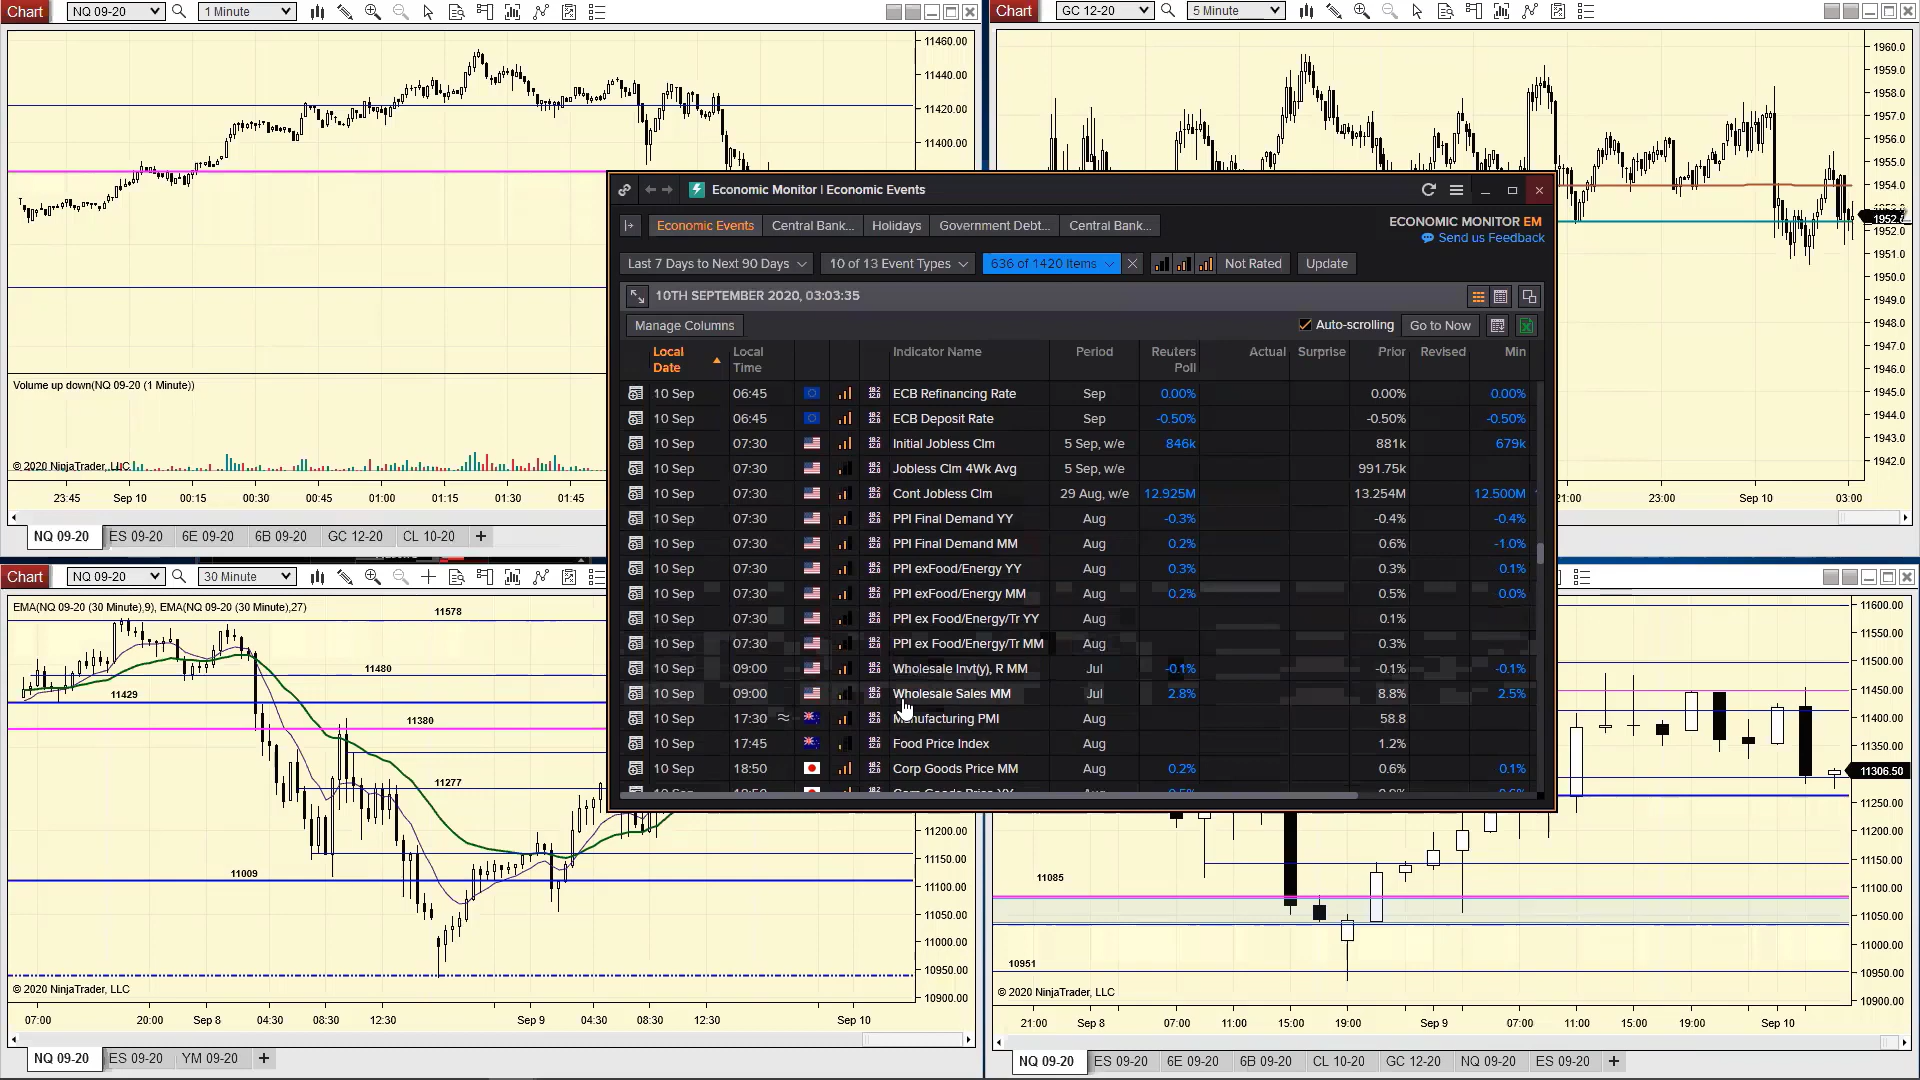 Chart NQ 09-20 1 Minute
11460.00
11440.00
11420.00
11400.00
Volume up down(NQ 09-20 (1 Minute))
© 2020 NinjaTrader, LLC
23:45 Sep 10 00:15 00:30 00:45 01:00 01:15 01:30 01:45
NQ 09-20 ES 09-20 6E 09-20 6B 09-20 GC 12-20 CL 10-20 +
Chart GC 12-20 5 Minute
1960.0
1959.0
1958.0
1957.0
1956.0
1955.0
1954.0
1952.0
1951.0
1950.0
1949.0
1948.0
1947.0
1946.0
1945.0
1944.0
1943.0
1942.0
21:00 23:00 Sep 10 03:00
Economic Monitor | Economic Events
Economic Events Central Bank... Holidays Government Debt... Central Bank...
ECONOMIC MONITOR EM
Send us Feedback
Last 7 Days to Next 90 Days 10 of 13 Event Types 636 of 1420 Items Not Rated Update
10TH SEPTEMBER 2020, 03:03:35
Manage Columns Auto-scrolling Go to Now
Local Date Local Time Indicator Name Period Reuters Poll Actual Surprise Prior Revised Min
10 Sep 06:45 ECB Refinancing Rate Sep 0.00% 0.00% 0.00%
10 Sep 06:45 ECB Deposit Rate Sep -0.50% -0.50% -0.50%
10 Sep 07:30 Initial Jobless Clm 5 Sep, w/e 846k 881k 679k
10 Sep 07:30 Jobless Clm 4Wk Avg 5 Sep, w/e 991.75k
10 Sep 07:30 Cont Jobless Clm 29 Aug, w/e 12.925M 13.254M 12.500M
10 Sep 07:30 PPI Final Demand YY Aug -0.3% -0.4% -0.4%
10 Sep 07:30 PPI Final Demand MM Aug 0.2% 0.6% -1.0%
10 Sep 07:30 PPI exFood/Energy YY Aug 0.3% 0.3% 0.1%
10 Sep 07:30 PPI exFood/Energy MM Aug 0.2% 0.5% 0.0%
10 Sep 07:30 PPI ex Food/Energy/Tr YY Aug 0.1%
10 Sep 07:30 PPI ex Food/Energy/Tr MM Aug 0.3%
10 Sep 09:00 Wholesale Invt(y), R MM Jul -0.1% -0.1% -0.1%
10 Sep 09:00 Wholesale Sales MM Jul 2.8% 8.8% 2.5%
10 Sep 17:30 Manufacturing PMI Aug 58.8
10 Sep 17:45 Food Price Index Aug 1.2%
10 Sep 18:50 Corp Goods Price MM Aug 0.2% 0.6% 0.1%
Chart NQ 09-20 30 Minute
EMA(NQ 09-20 (30 Minute),9), EMA(NQ 09-20 (30 Minute),27)
11578
11480
11429
11380
11277
11009
11200.00
11150.00
11100.00
11050.00
11000.00
10950.00
10900.00
© 2020 NinjaTrader, LLC
07:00 20:00 Sep 8 04:30 08:30 12:30 Sep 9 04:30 08:30 12:30 Sep 10
NQ 09-20 ES 09-20 YM 09-20 +
11600.00
11550.00
11500.00
11450.00
11400.00
11350.00
11306.50
11250.00
11200.00
11150.00
11100.00
11050.00
11000.00
10950.00
10900.00
11085
10951
© 2020 NinjaTrader, LLC
21:00 Sep 8 07:00 11:00 15:00 19:00 Sep 9 07:00 11:00 15:00 19:00 Sep 10
NQ 09-20 ES 09-20 6E 09-20 6B 09-20 CL 10-20 GC 12-20 NQ 09-20 ES 09-20 +